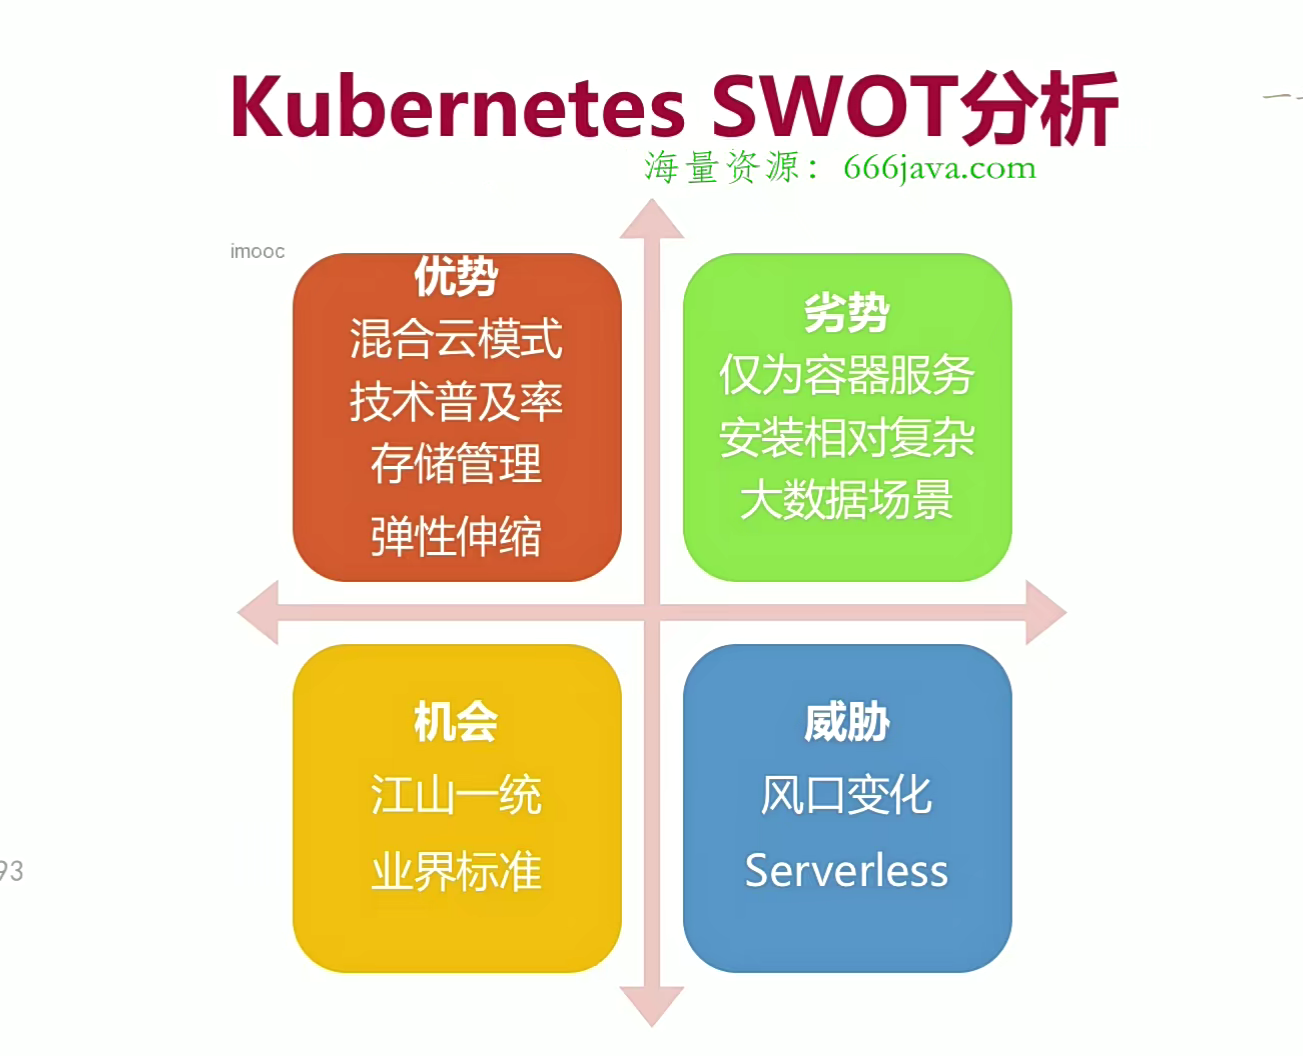 Kubernetes SWOT分析
海量资源：666java.com
imooc
优势
混合云模式
技术普及率
存储管理
弹性伸缩
劣势
仅为容器服务
安装相对复杂
大数据场景
机会
江山一统
业界标准
威胁
风口变化
Serverless
93